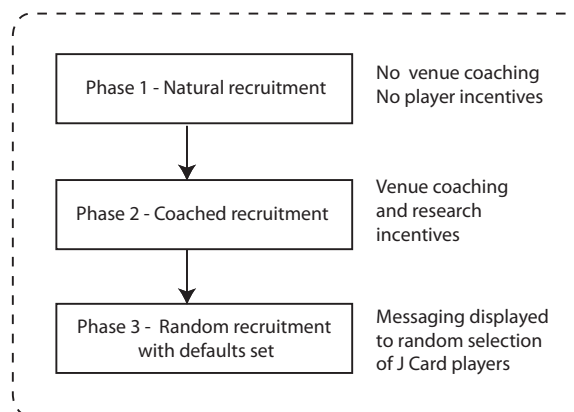 Phase 1 - Natural recruitment
No venue coaching
No player incentives
Phase 2 - Coached recruitment
Venue coaching
and research
incentives
Phase 3 - Random recruitment
with defaults set
Messaging displayed
to random selection
of J Card players